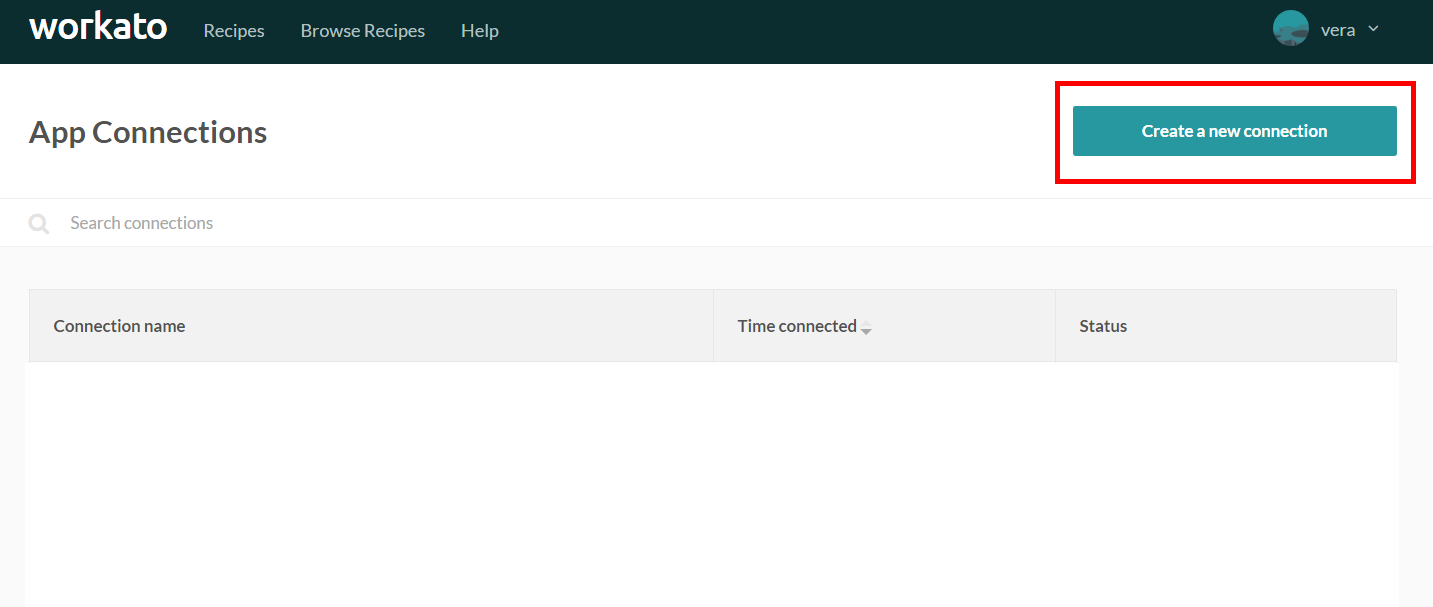 workato Recipes Browse Recipes Help vera
App Connections Create a new connection
Search connections
Connection name Time connected Status